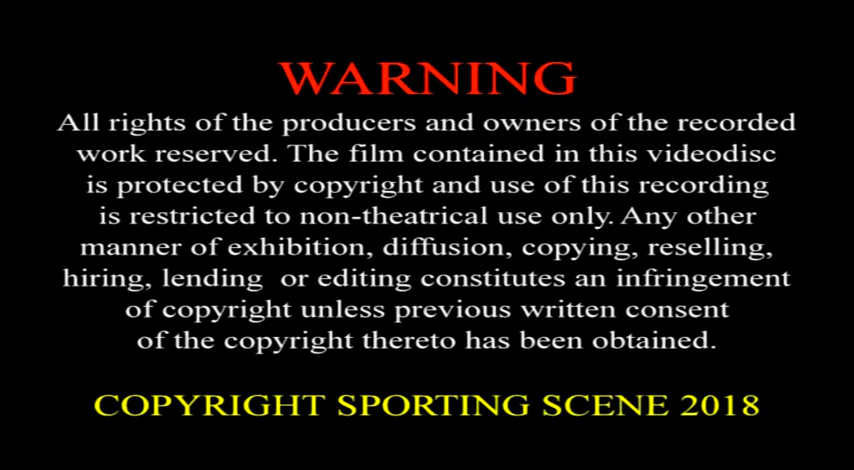 WARNING
All rights of the producers and owners of the recorded
work reserved. The film contained in this videodisc
is protected by copyright and use of this recording
is restricted to non-theatrical use only. Any other
manner of exhibition, diffusion, copying, reselling,
hiring, lending  or editing constitutes an infringement
of copyright unless previous written consent
of the copyright thereto has been obtained.
COPYRIGHT SPORTING SCENE 2018